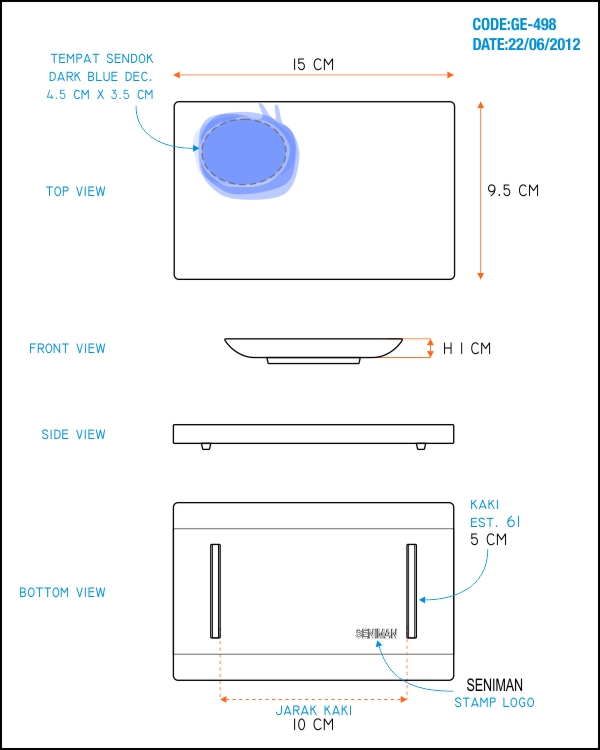 CODE:GE-498
DATE:22/06/2012
TEMPAT SENDOK
DARK BLUE DEC.
4.5 CM X 3.5 CM
15 CM
TOP VIEW
9.5 CM
FRONT VIEW
H 1 CM
SIDE VIEW
KAKI
EST. 61
5 CM
BOTTOM VIEW
SENIMAN
SENIMAN
STAMP LOGO
JARAK KAKI
10 CM